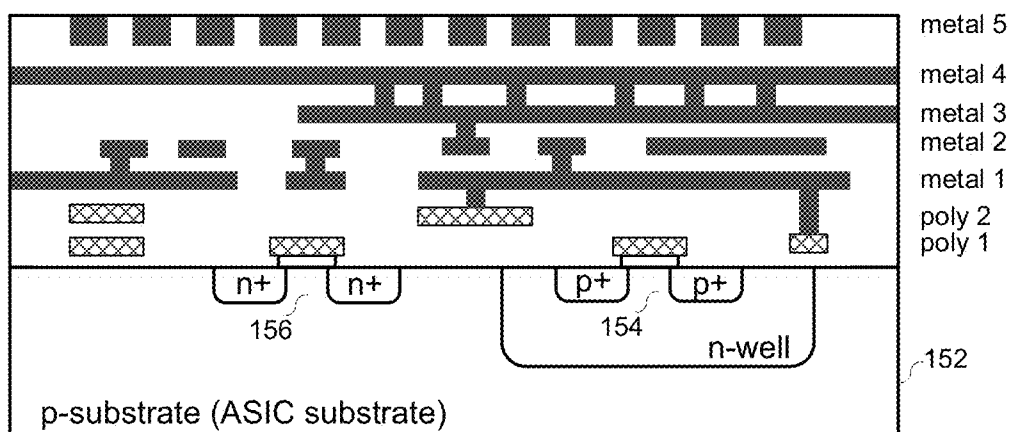 metal 5
metal 4
metal 3
metal 2
metal 1
poly 2
poly 1
n+ n+ p+ p+
156 154
n-well
152
p-substrate (ASIC substrate)